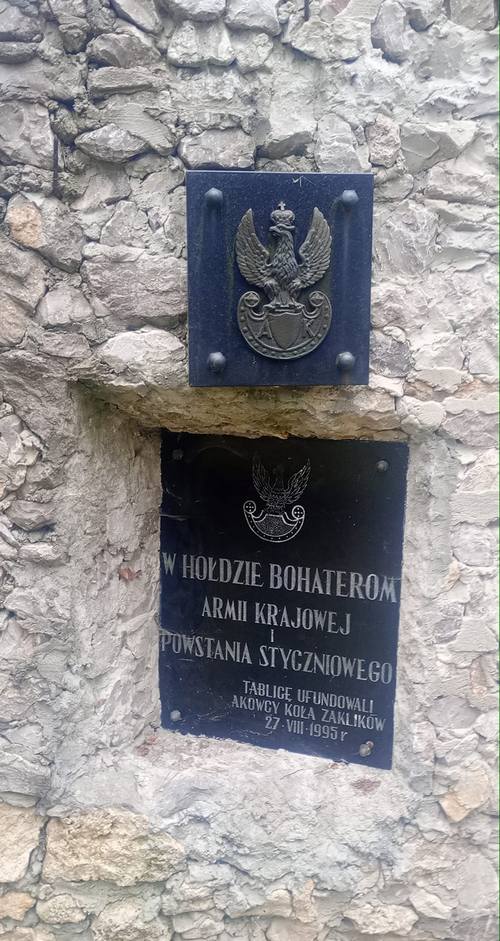 A K
W HOŁDZIE BOHATEROM
ARMII KRAJOWEJ
I
POWSTANIA STYCZNIOWEGO
TABLICĘ UFUNDOWALI
AKOWCY KOŁA ZAKLIKÓW
27·VIII·1995 r